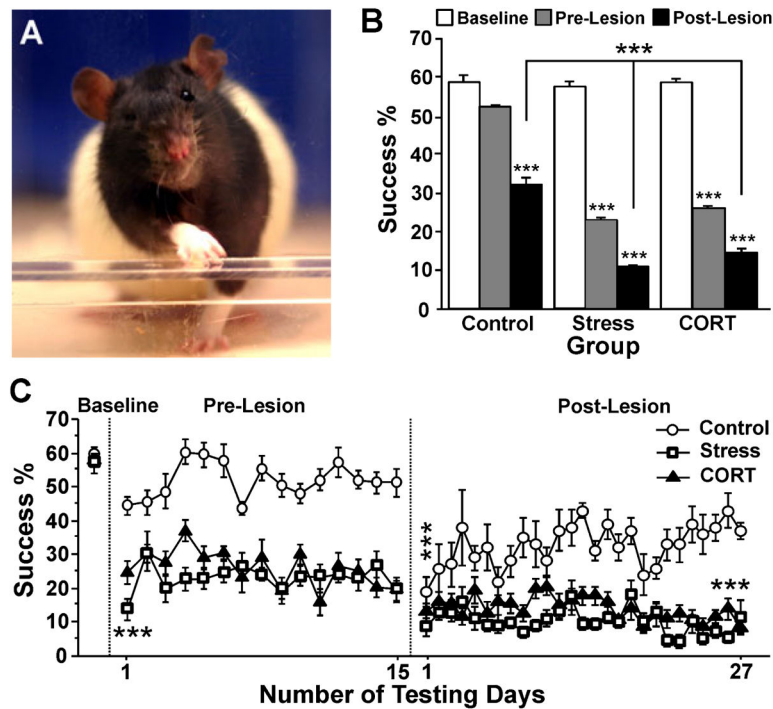 A
B
Baseline Pre-Lesion Post-Lesion
70
60
50
40
30
20
10
0
Success %
***
***
***
***
***
***
Control Stress CORT
Group
C
Baseline Pre-Lesion Post-Lesion
Control
Stress
CORT
70
60
50
40
30
20
10
0
Success %
***
***
***
1 15 1 27
Number of Testing Days